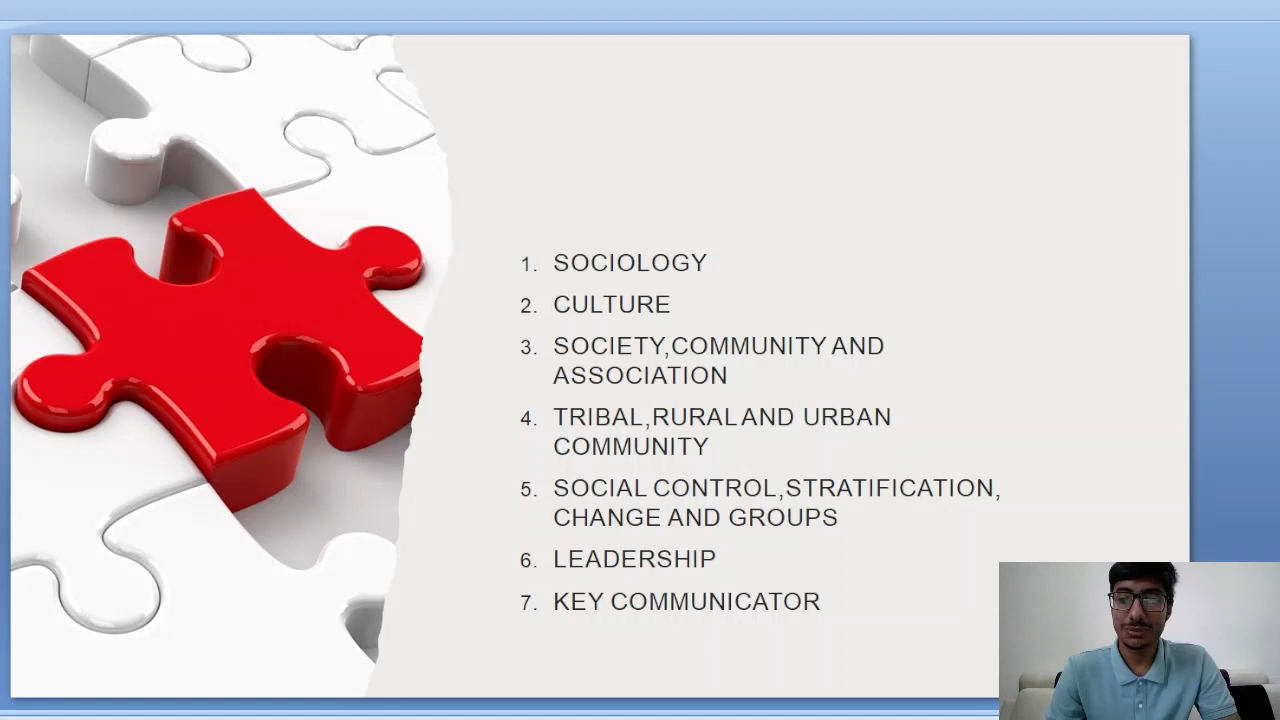 1. SOCIOLOGY
2. CULTURE
3. SOCIETY,COMMUNITY AND
ASSOCIATION
4. TRIBAL,RURAL AND URBAN
COMMUNITY
5. SOCIAL CONTROL,STRATIFICATION,
CHANGE AND GROUPS
6. LEADERSHIP
7. KEY COMMUNICATOR